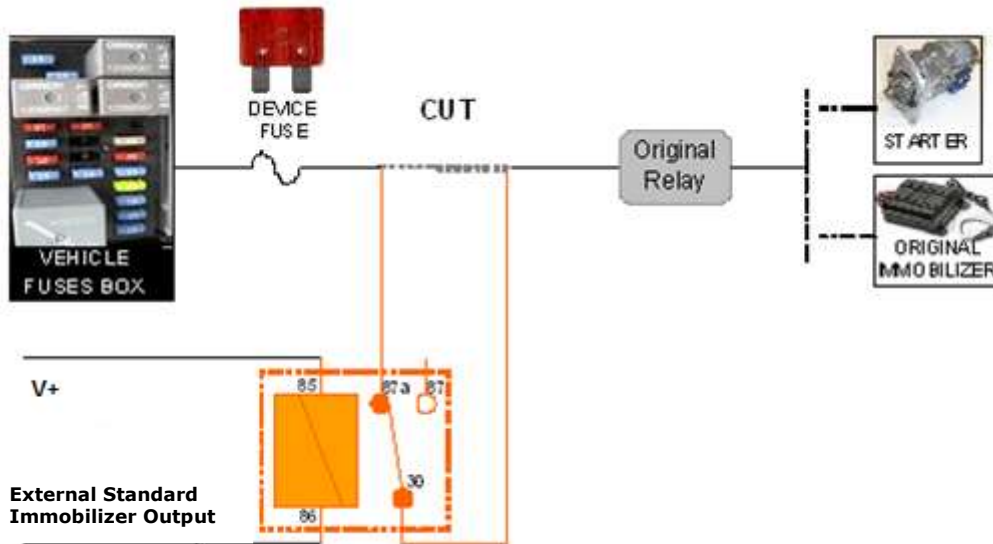 DEVICE
FUSE
CUT
Original
Relay
STARTER
ORIGINAL
IMMOBILIZER
VEHICLE
FUSES BOX
V+
85
87a
87
30
86
External Standard
Immobilizer Output